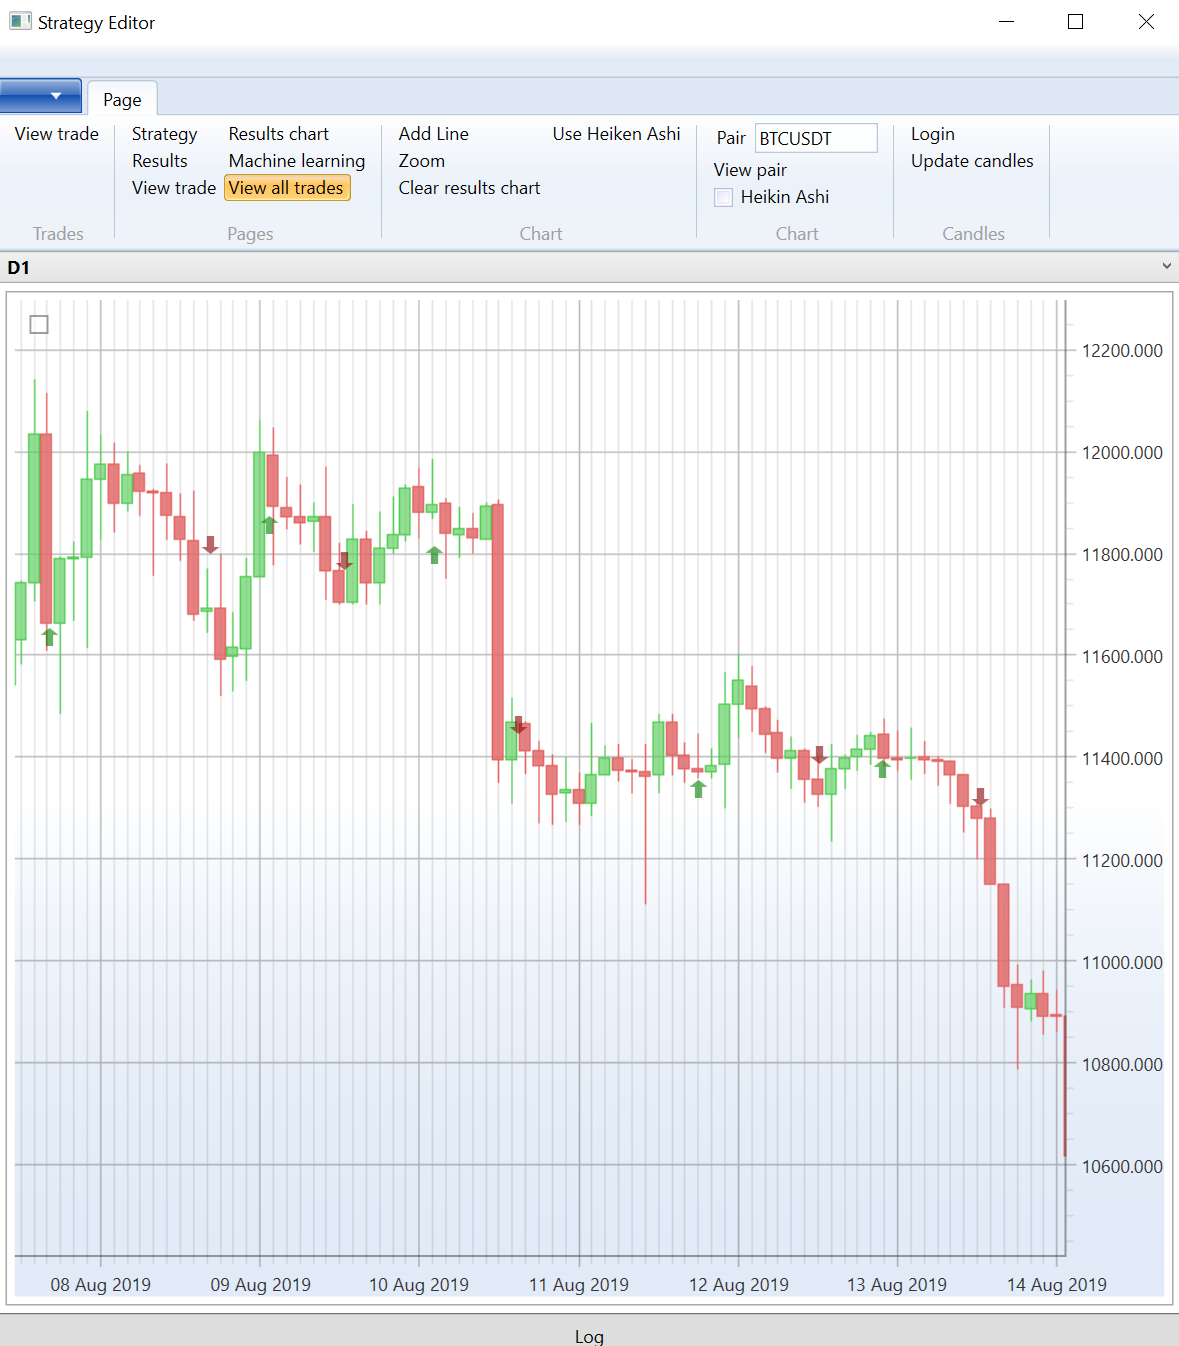 Strategy Editor
Page
View trade
Strategy
Results
View trade
Results chart
Machine learning
View all trades
Add Line
Zoom
Clear results chart
Use Heiken Ashi
Pair BTCUSDT
View pair
Heikin Ashi
Login
Update candles
Trades
Pages
Chart
Chart
Candles
D1
12200.000
12000.000
11800.000
11600.000
11400.000
11200.000
11000.000
10800.000
10600.000
08 Aug 2019
09 Aug 2019
10 Aug 2019
11 Aug 2019
12 Aug 2019
13 Aug 2019
14 Aug 2019
Log